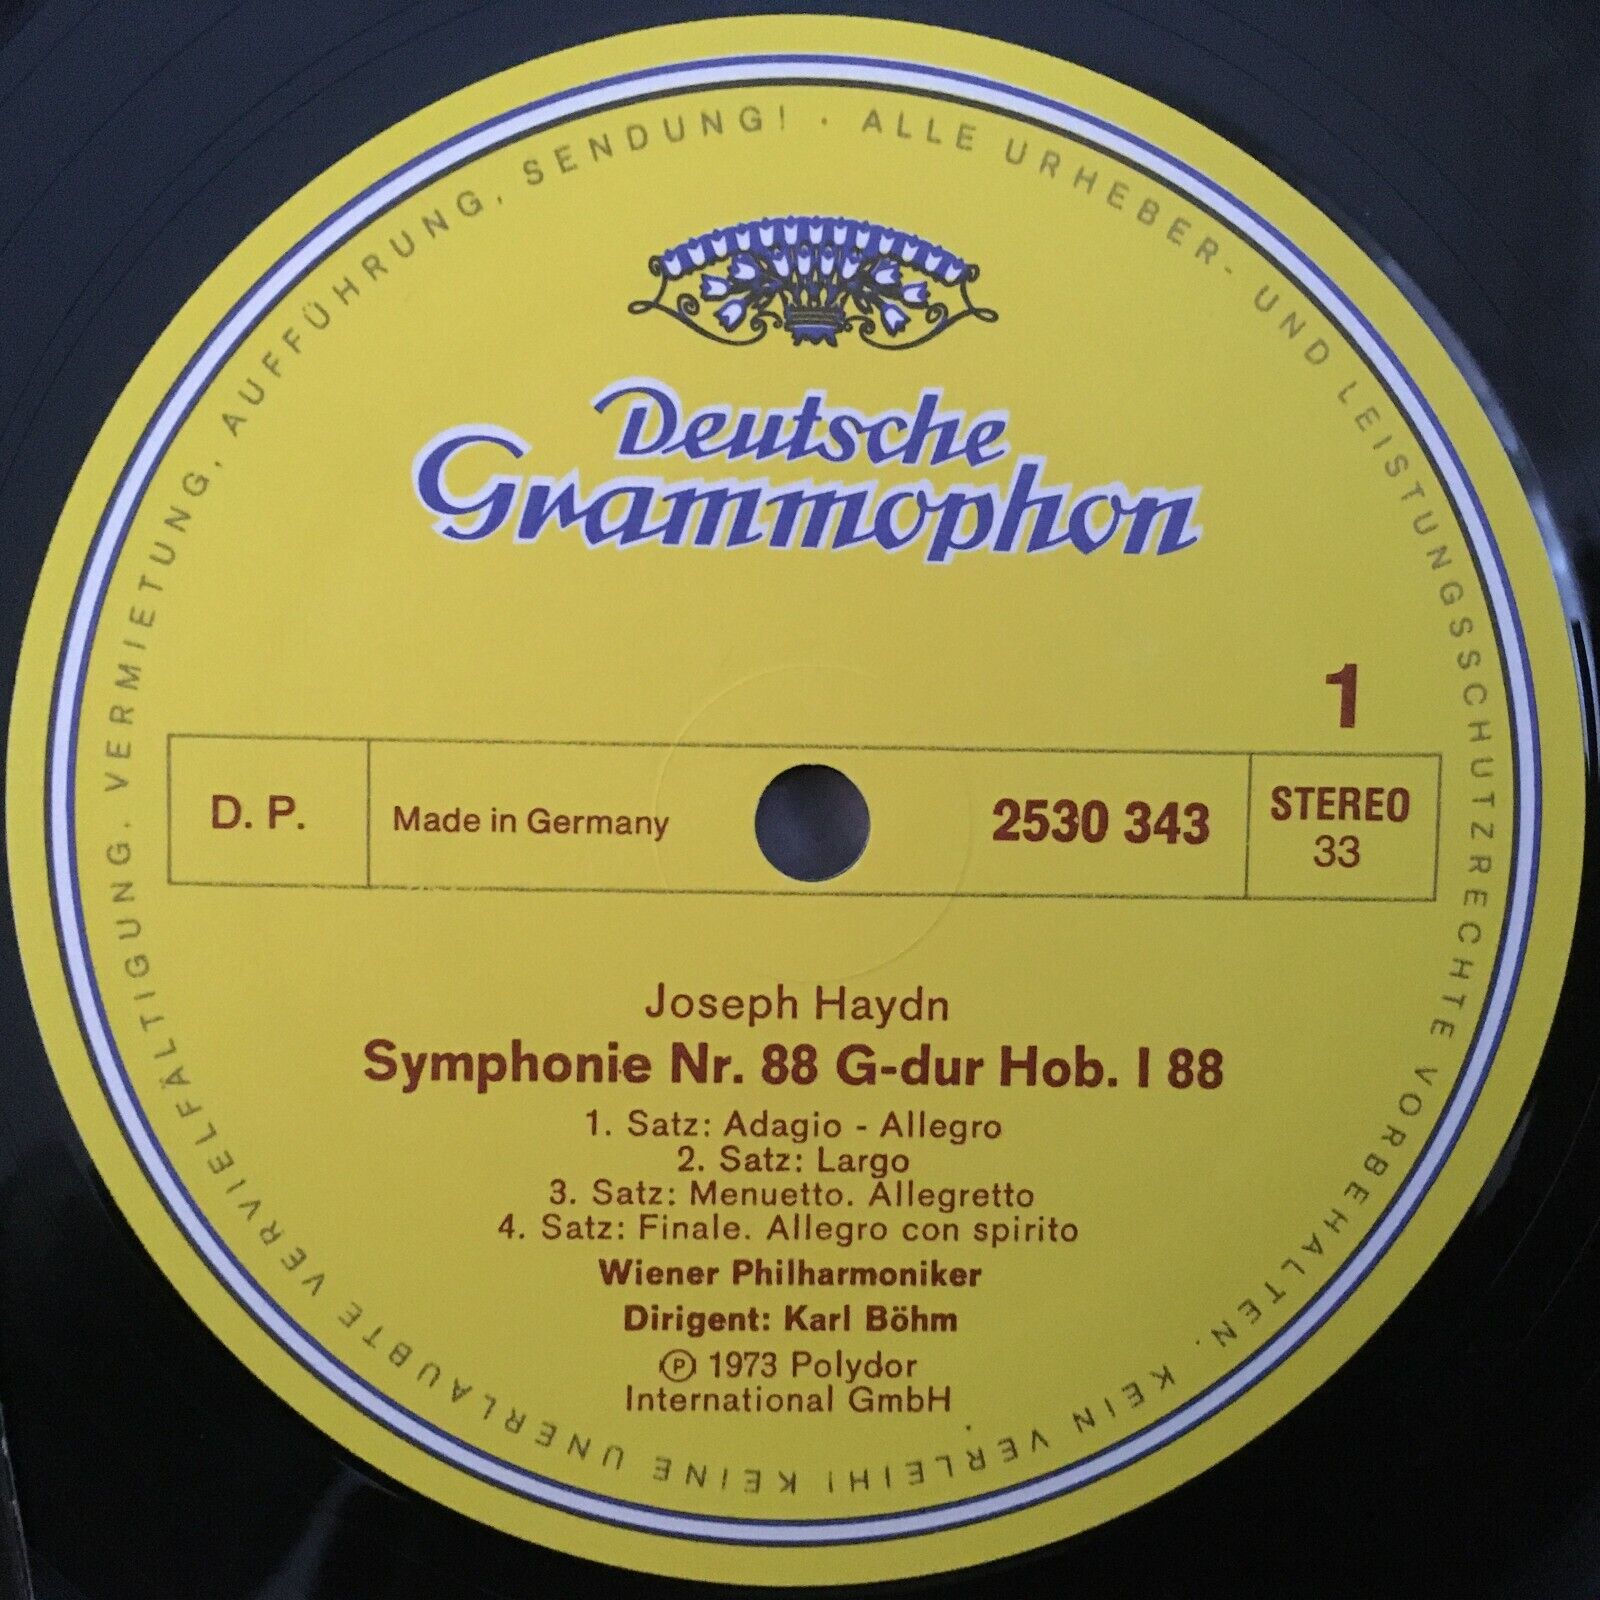 ALLE URHEBER- UND LEISTUNGSSCHUTZRECHTE VORBEHALTEN. KEIN VERLEIH! KEINE UNERLAUBTE VERVIELFÄLTIGUNG. VERMIETUNG, AUFFÜHRUNG, SENDUNG! ·
Deutsche
Grammophon
1
D. P.
Made in Germany
2530 343
STEREO
33
Joseph Haydn
Symphonie Nr. 88 G-dur Hob. I 88
1. Satz: Adagio - Allegro
2. Satz: Largo
3. Satz: Menuetto. Allegretto
4. Satz: Finale. Allegro con spirito
Wiener Philharmoniker
Dirigent: Karl Böhm
℗ 1973 Polydor
International GmbH